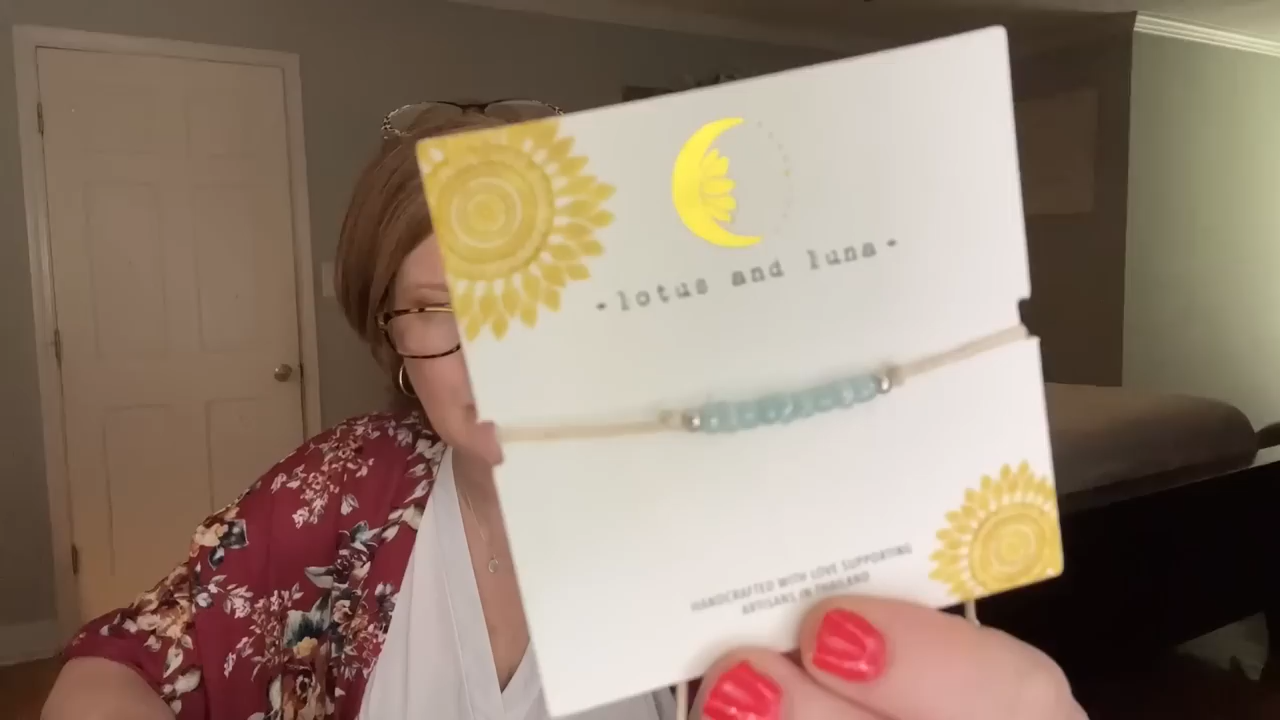 -lotus and luna-
HANDCRAFTED WITH LOVE SUPPORTING
ARTISANS IN THAILAND